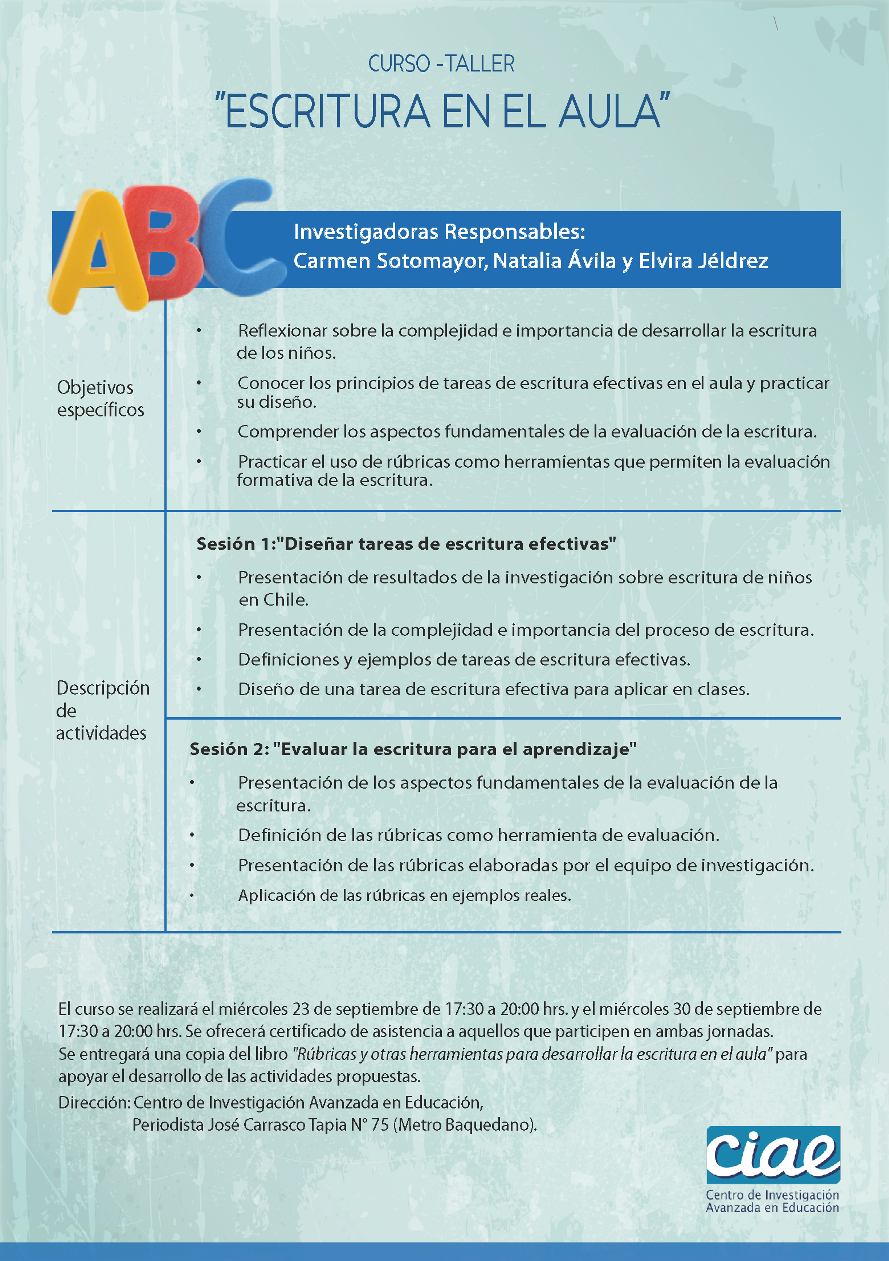 CURSO -TALLER
"ESCRITURA EN EL AULA"
ABC
Investigadoras Responsables:
Carmen Sotomayor, Natalia Ávila y Elvira Jéldrez
Objetivos
específicos
• Reflexionar sobre la complejidad e importancia de desarrollar la escritura
de los niños.
• Conocer los principios de tareas de escritura efectivas en el aula y practicar
su diseño.
• Comprender los aspectos fundamentales de la evaluación de la escritura.
• Practicar el uso de rúbricas como herramientas que permiten la evaluación
formativa de la escritura.
Descripción
de
actividades
Sesión 1:"Diseñar tareas de escritura efectivas"
• Presentación de resultados de la investigación sobre escritura de niños
en Chile.
• Presentación de la complejidad e importancia del proceso de escritura.
• Definiciones y ejemplos de tareas de escritura efectivas.
• Diseño de una tarea de escritura efectiva para aplicar en clases.
Sesión 2: "Evaluar la escritura para el aprendizaje"
• Presentación de los aspectos fundamentales de la evaluación de la
escritura.
• Definición de las rúbricas como herramienta de evaluación.
• Presentación de las rúbricas elaboradas por el equipo de investigación.
• Aplicación de las rúbricas en ejemplos reales.
El curso se realizará el miércoles 23 de septiembre de 17:30 a 20:00 hrs. y el miércoles 30 de septiembre de
17:30 a 20:00 hrs. Se ofrecerá certificado de asistencia a aquellos que participen en ambas jornadas.
Se entregará una copia del libro "Rúbricas y otras herramientas para desarrollar la escritura en el aula" para
apoyar el desarrollo de las actividades propuestas.
Dirección: Centro de Investigación Avanzada en Educación,
Periodista José Carrasco Tapia N° 75 (Metro Baquedano).
ciae
Centro de Investigación
Avanzada en Educación